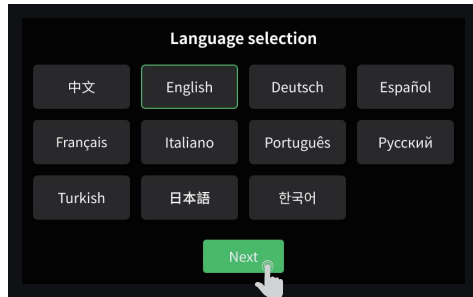 Language selection
中文 English Deutsch Español
Français Italiano Português Русский
Turkish 日本語 한국어
Next